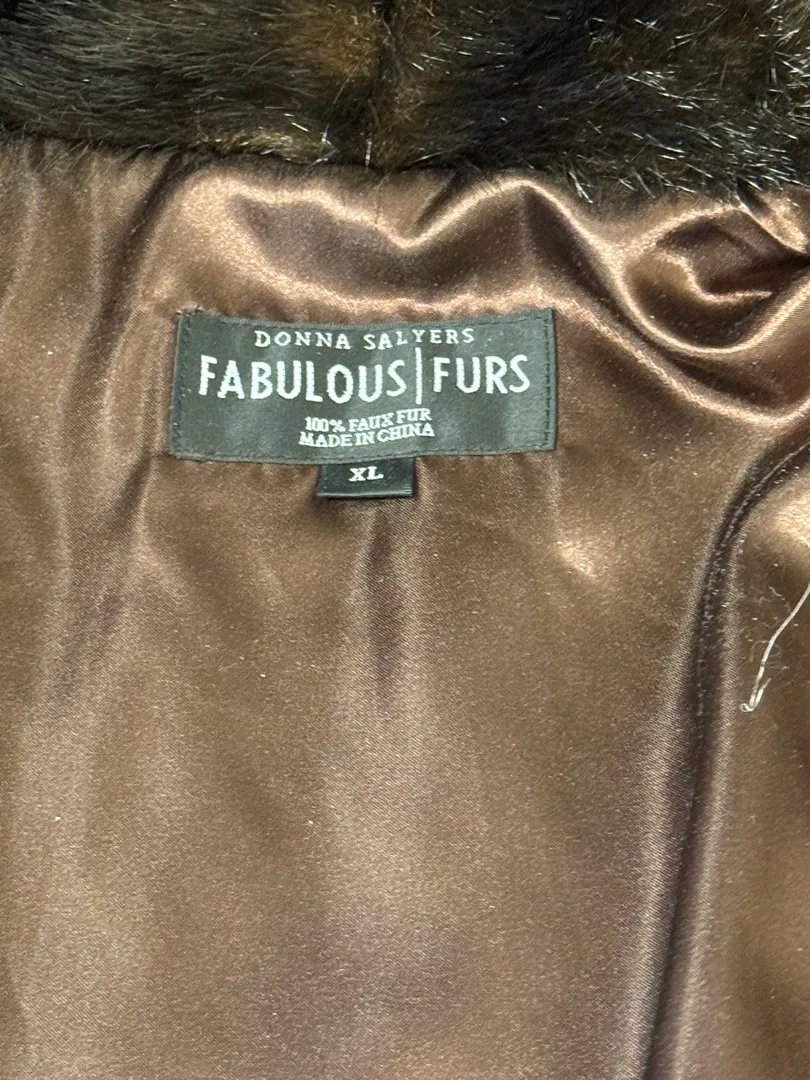 DONNA SALYERS
FABULOUS|FURS
100% FAUX FUR
MADE IN CHINA
XL